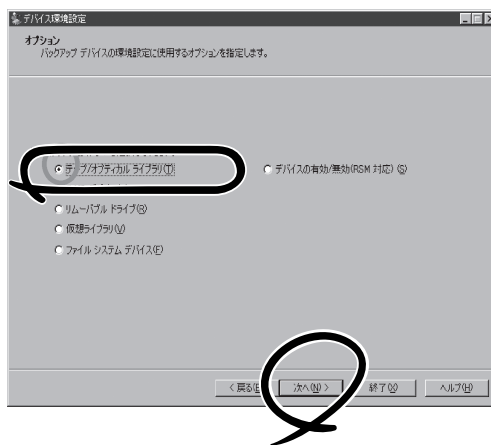 デバイス環境設定
オプション
バックアップ デバイスの環境設定に使用するオプションを指定します。
テープ/オプティカル ライブラリ(T)
デバイスの有効/無効(RSM 対応) (S)
リムーバブル ドライブ(R)
仮想ライブラリ(V)
ファイル システム デバイス(F)
< 戻る(B)
次へ(N) >
終了(X)
ヘルプ(H)